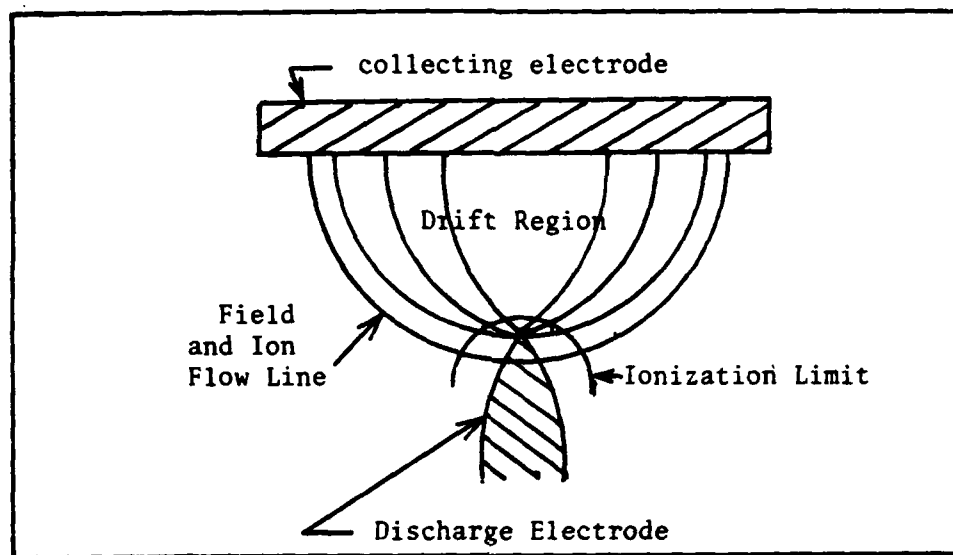 collecting electrode
Drift Region
Field
and Ion
Flow Line
Ionization Limit
Discharge Electrode